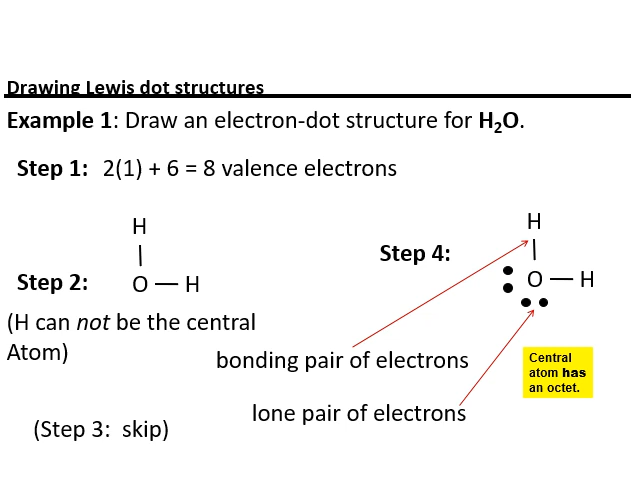 Drawing Lewis dot structures
Example 1: Draw an electron-dot structure for H₂O.
Step 1: 2(1) + 6 = 8 valence electrons
H
|
Step 2: O — H
(H can not be the central
Atom)
(Step 3: skip)
H
|
Step 4: O — H
bonding pair of electrons
lone pair of electrons
Central
atom has
an octet.